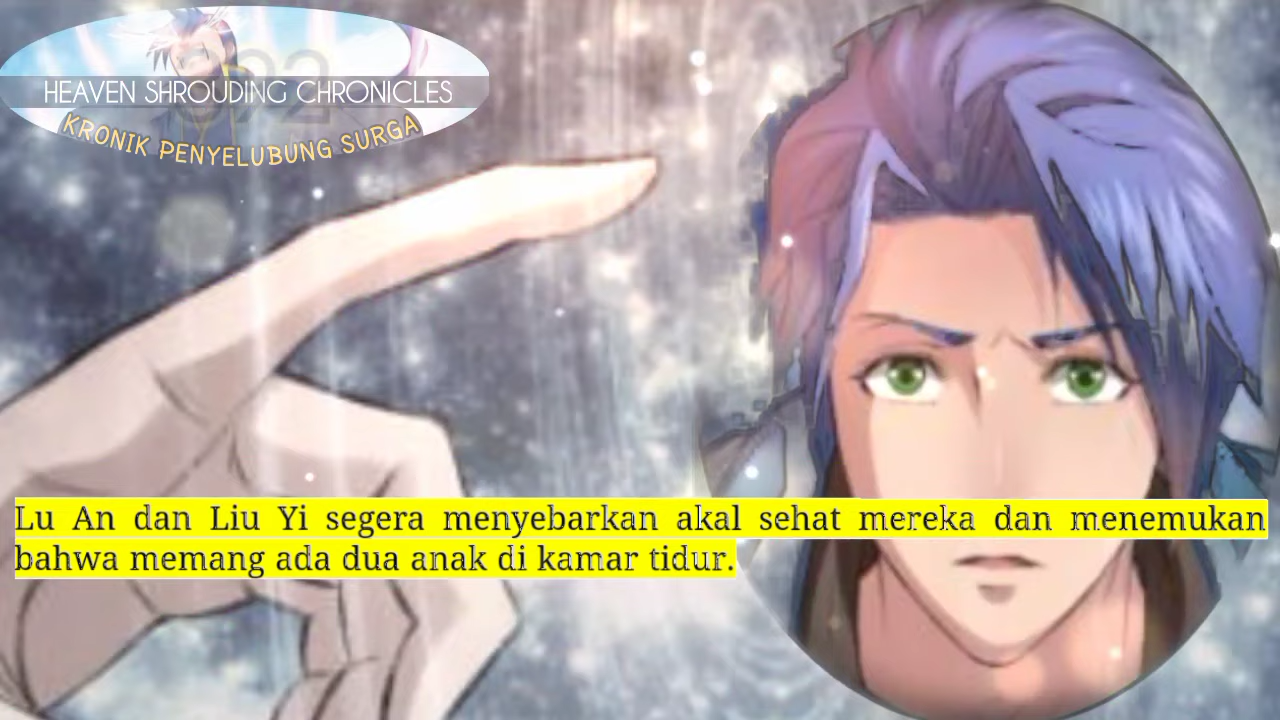 HEAVEN SHROUDING CHRONICLES
KRONIK PENYELUBUNG SURGA
Lu An dan Liu Yi segera menyebarkan akal sehat mereka dan menemukan
bahwa memang ada dua anak di kamar tidur.